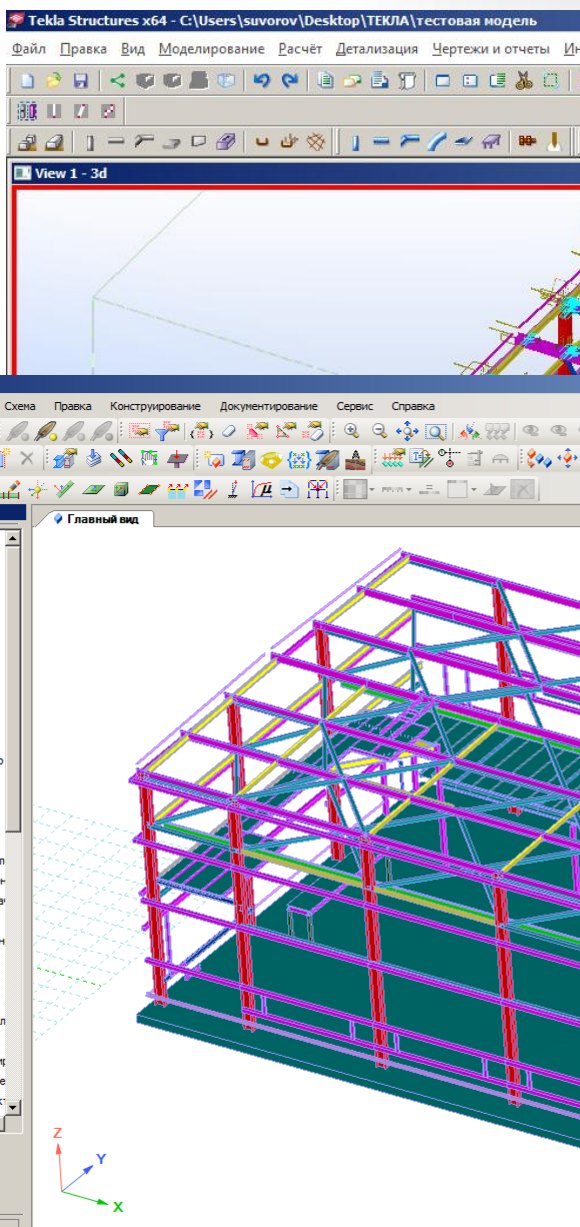 Tekla Structures x64 - C:\Users\suvorov\Desktop\ТЕКЛА\тестовая модель
Файл Правка Вид Моделирование Расчёт Детализация Чертежи и отчеты Ин
View 1 - 3d
Схема Правка Конструирование Документирование Сервис Справка
Главный вид
Z
Y
X